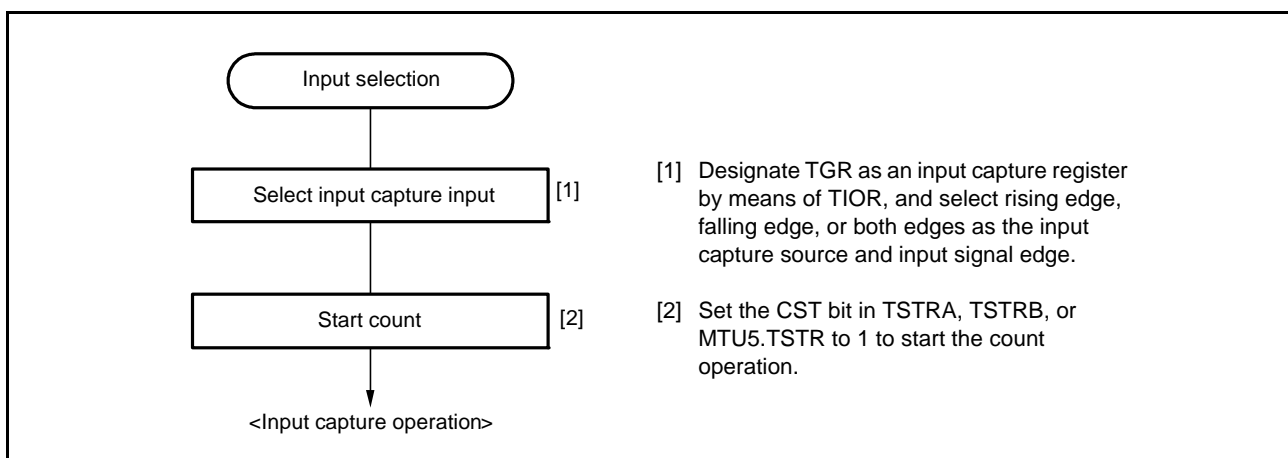 Input selection
Select input capture input
[1]
Start count
[2]
<Input capture operation>
[1] Designate TGR as an input capture register
by means of TIOR, and select rising edge,
falling edge, or both edges as the input
capture source and input signal edge.
[2] Set the CST bit in TSTRA, TSTRB, or
MTU5.TSTR to 1 to start the count
operation.